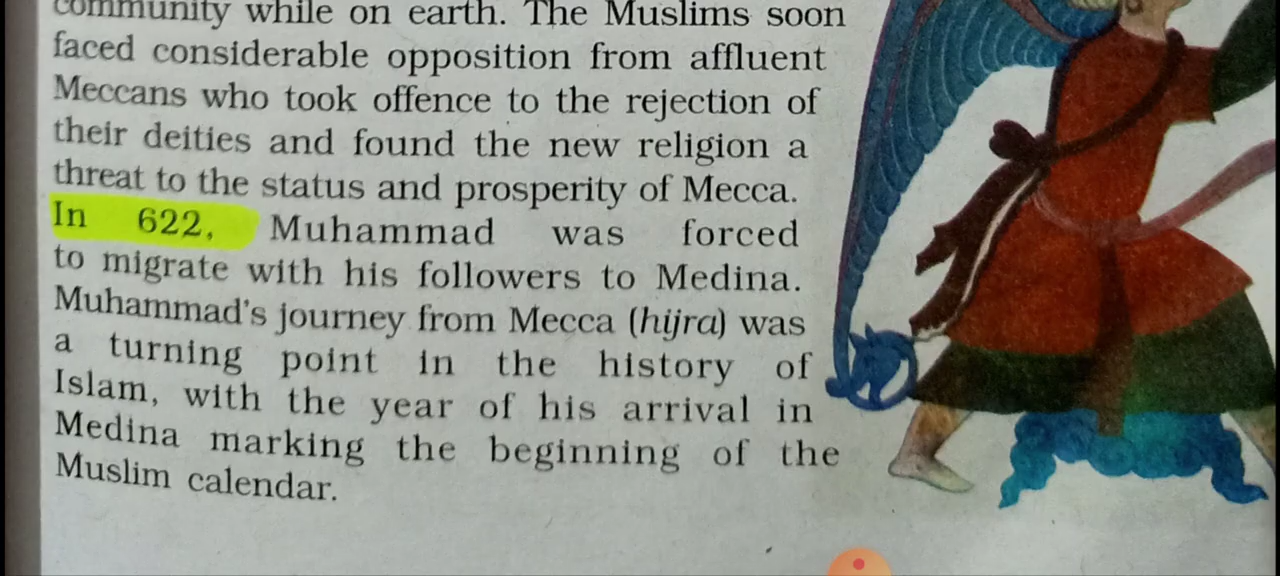 community while on earth. The Muslims soon
faced considerable opposition from affluent
Meccans who took offence to the rejection of
their deities and found the new religion a
threat to the status and prosperity of Mecca.
In 622, Muhammad was forced
to migrate with his followers to Medina.
Muhammad's journey from Mecca (hijra) was
a turning point in the history of
Islam, with the year of his arrival in
Medina marking the beginning of the
Muslim calendar.